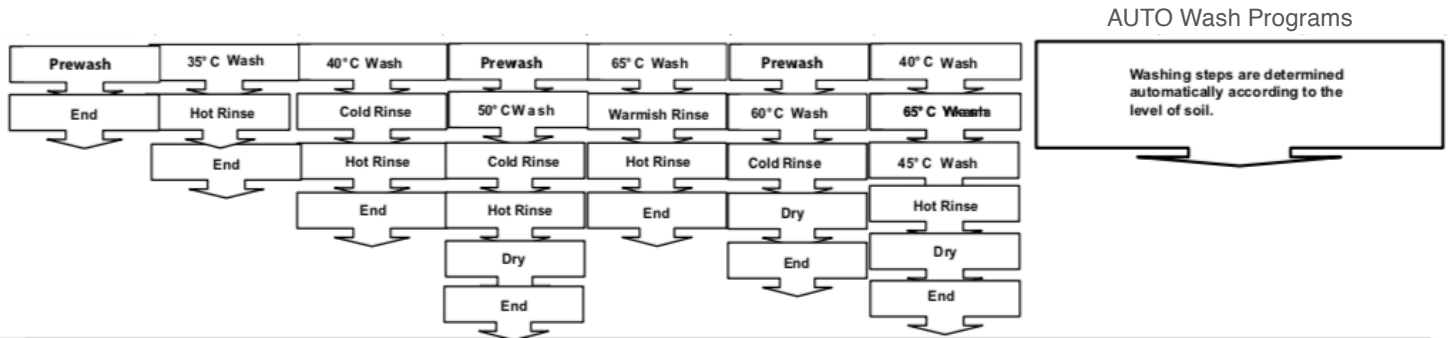 AUTO Wash Programs
Prewash
End
35° C Wash
Hot Rinse
End
40°C Wash
Cold Rinse
Hot Rinse
End
Prewash
50°C Wash
Cold Rinse
Hot Rinse
Dry
End
65°C Wash
Warmish Rinse
Hot Rinse
End
Prewash
60°C Wash
Cold Rinse
Dry
End
40°C Wash
65° C
45° C Wash
Hot Rinse
Dry
End
Washing steps are determined
automatically according to the
level of soil.